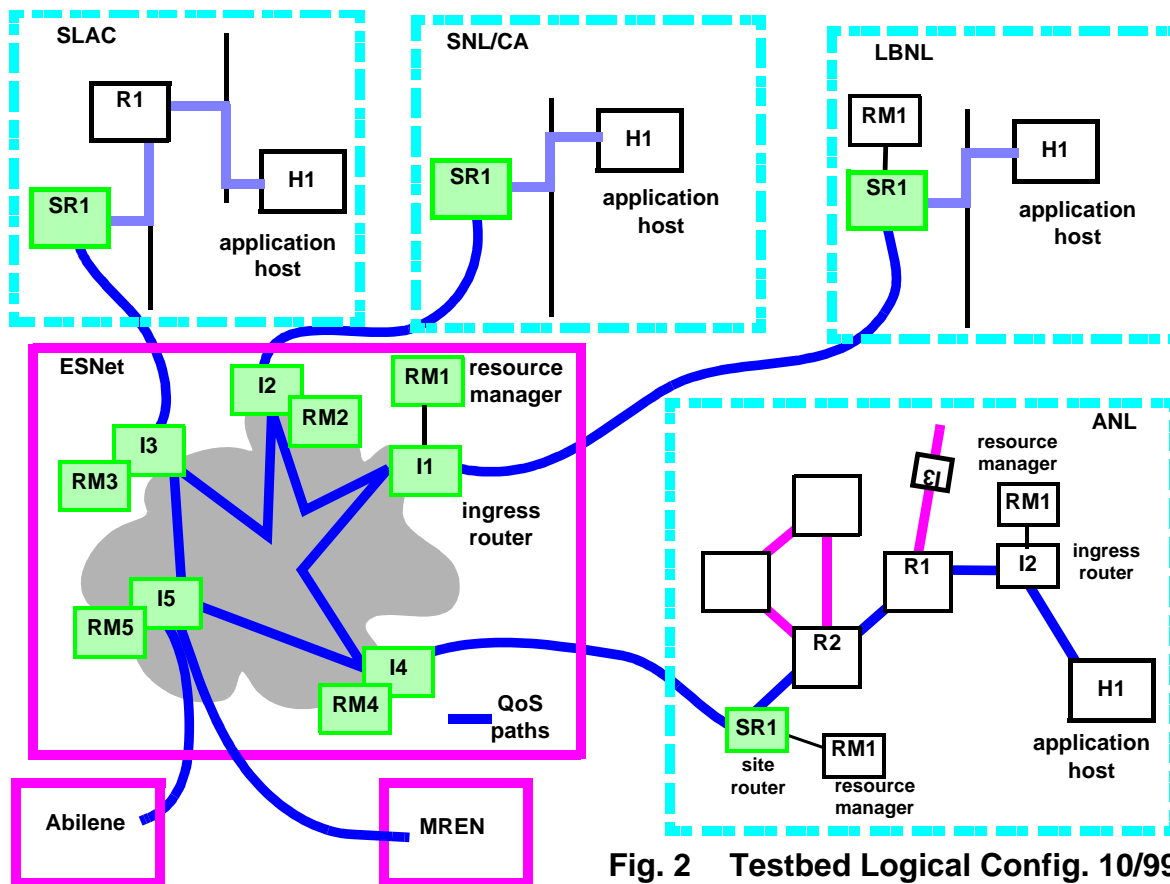 SLAC
R1
H1
SR1
application
host
SNL/CA
H1
SR1
application
host
LBNL
RM1
H1
SR1
application
host
ESNet
I2
RM2
RM1
resource
manager
I3
RM3
I1
ingress
router
I5
RM5
I4
RM4
QoS
paths
ANL
I3
resource
manager
RM1
R1
I2
ingress
router
R2
H1
SR1
RM1
site
router
resource
manager
application
host
Abilene
MREN
Fig. 2 Testbed Logical Config. 10/99